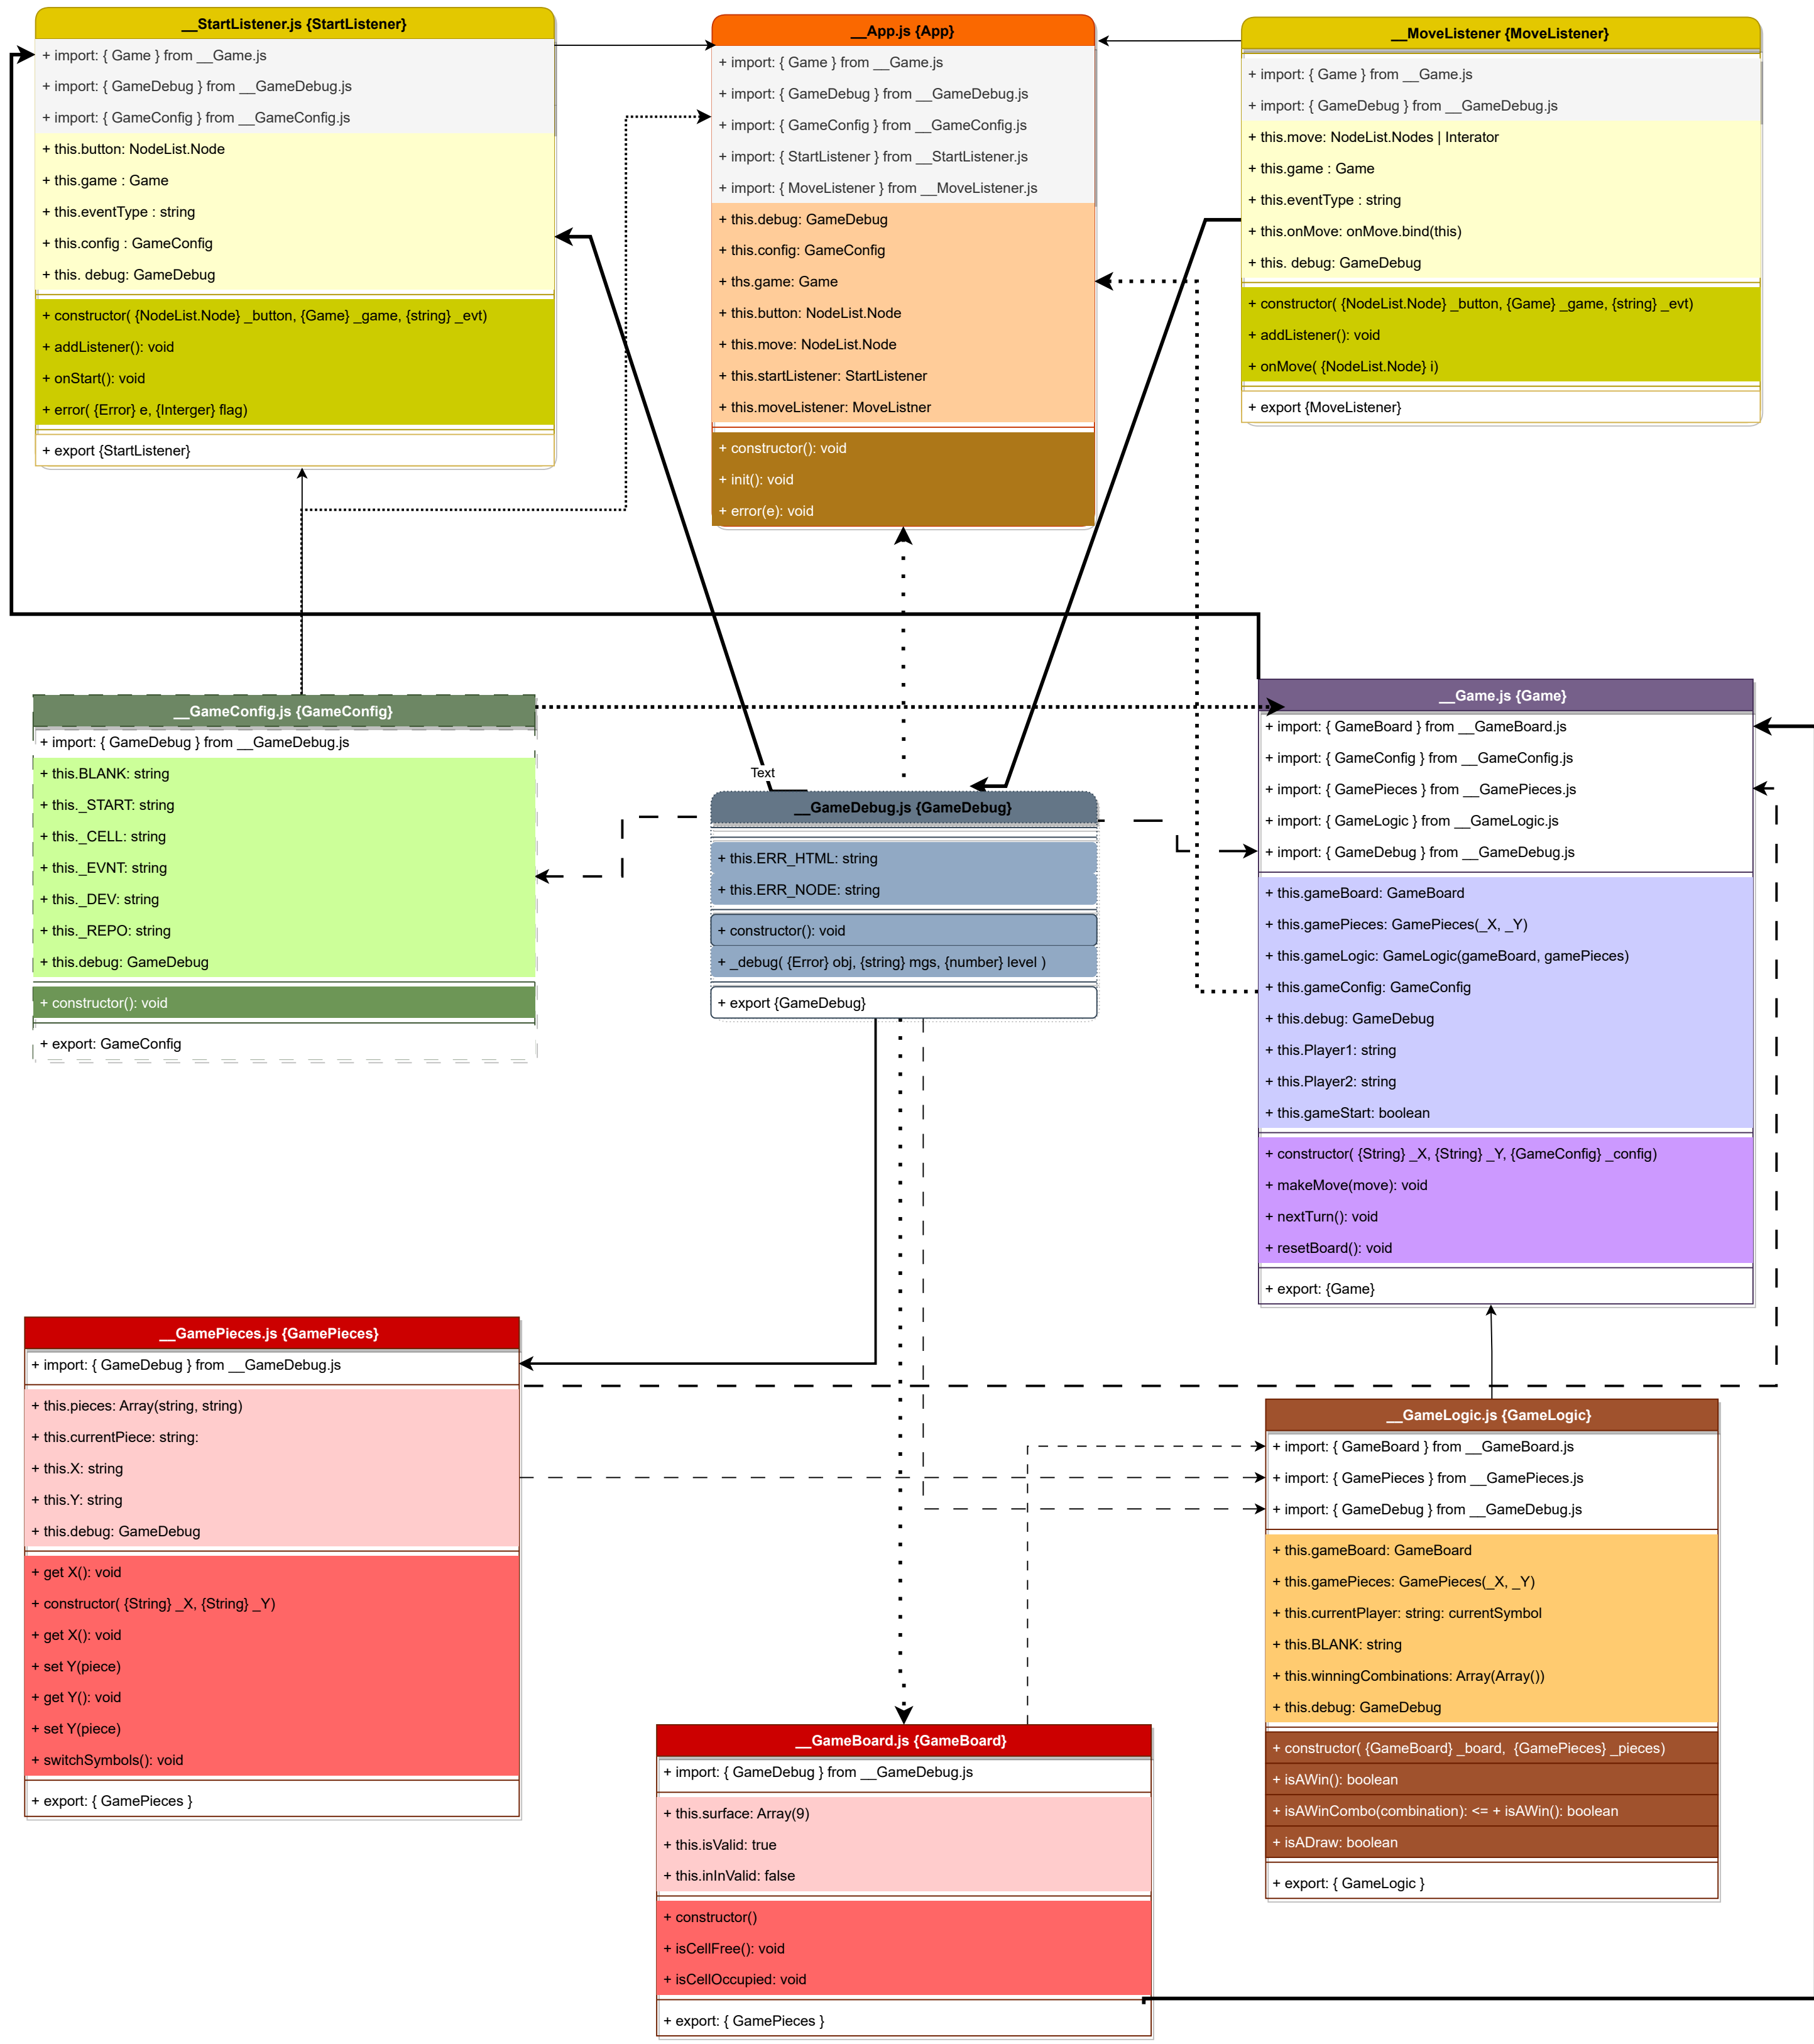 __StartListener.js {StartListener}
+ import: { Game } from __Game.js
+ import: { GameDebug } from __GameDebug.js
+ import: { GameConfig } from __GameConfig.js
+ this.button: NodeList.Node
+ this.game : Game
+ this.eventType : string
+ this.config : GameConfig
+ this. debug: GameDebug
+ constructor( {NodeList.Node} _button, {Game} _game, {string} _evt)
+ addListener(): void
+ onStart(): void
+ error( {Error} e, {Interger} flag)
+ export {StartListener}
__App.js {App}
+ import: { Game } from __Game.js
+ import: { GameDebug } from __GameDebug.js
+ import: { GameConfig } from __GameConfig.js
+ import: { StartListener } from __StartListener.js
+ import: { MoveListener } from __MoveListener.js
+ this.debug: GameDebug
+ this.config: GameConfig
+ ths.game: Game
+ this.button: NodeList.Node
+ this.move: NodeList.Node
+ this.startListener: StartListener
+ this.moveListener: MoveListner
+ constructor(): void
+ init(): void
+ error(e): void
__MoveListener {MoveListener}
+ import: { Game } from __Game.js
+ import: { GameDebug } from __GameDebug.js
+ this.move: NodeList.Nodes | Interator
+ this.game : Game
+ this.eventType : string
+ this.onMove: onMove.bind(this)
+ this. debug: GameDebug
+ constructor( {NodeList.Node} _button, {Game} _game, {string} _evt)
+ addListener(): void
+ onMove( {NodeList.Node} i)
+ export {MoveListener}
__GameConfig.js {GameConfig}
+ import: { GameDebug } from __GameDebug.js
+ this.BLANK: string
+ this._START: string
+ this._CELL: string
+ this._EVNT: string
+ this._DEV: string
+ this._REPO: string
+ this.debug: GameDebug
+ constructor(): void
+ export: GameConfig
Text
__GameDebug.js {GameDebug}
+ this.ERR_HTML: string
+ this.ERR_NODE: string
+ constructor(): void
+ _debug( {Error} obj, {string} mgs, {number} level )
+ export {GameDebug}
__Game.js {Game}
+ import: { GameBoard } from __GameBoard.js
+ import: { GameConfig } from __GameConfig.js
+ import: { GamePieces } from __GamePieces.js
+ import: { GameLogic } from __GameLogic.js
+ import: { GameDebug } from __GameDebug.js
+ this.gameBoard: GameBoard
+ this.gamePieces: GamePieces(_X, _Y)
+ this.gameLogic: GameLogic(gameBoard, gamePieces)
+ this.gameConfig: GameConfig
+ this.debug: GameDebug
+ this.Player1: string
+ this.Player2: string
+ this.gameStart: boolean
+ constructor( {String} _X, {String} _Y, {GameConfig} _config)
+ makeMove(move): void
+ nextTurn(): void
+ resetBoard(): void
+ export: {Game}
__GamePieces.js {GamePieces}
+ import: { GameDebug } from __GameDebug.js
+ this.pieces: Array(string, string)
+ this.currentPiece: string:
+ this.X: string
+ this.Y: string
+ this.debug: GameDebug
+ get X(): void
+ constructor( {String} _X, {String} _Y)
+ get X(): void
+ set Y(piece)
+ get Y(): void
+ set Y(piece)
+ switchSymbols(): void
+ export: { GamePieces }
__GameBoard.js {GameBoard}
+ import: { GameDebug } from __GameDebug.js
+ this.surface: Array(9)
+ this.isValid: true
+ this.inInValid: false
+ constructor()
+ isCellFree(): void
+ isCellOccupied: void
+ export: { GamePieces }
__GameLogic.js {GameLogic}
+ import: { GameBoard } from __GameBoard.js
+ import: { GamePieces } from __GamePieces.js
+ import: { GameDebug } from __GameDebug.js
+ this.gameBoard: GameBoard
+ this.gamePieces: GamePieces(_X, _Y)
+ this.currentPlayer: string: currentSymbol
+ this.BLANK: string
+ this.winningCombinations: Array(Array())
+ this.debug: GameDebug
+ constructor( {GameBoard} _board,  {GamePieces} _pieces)
+ isAWin(): boolean
+ isAWinCombo(combination): <= + isAWin(): boolean
+ isADraw: boolean
+ export: { GameLogic }